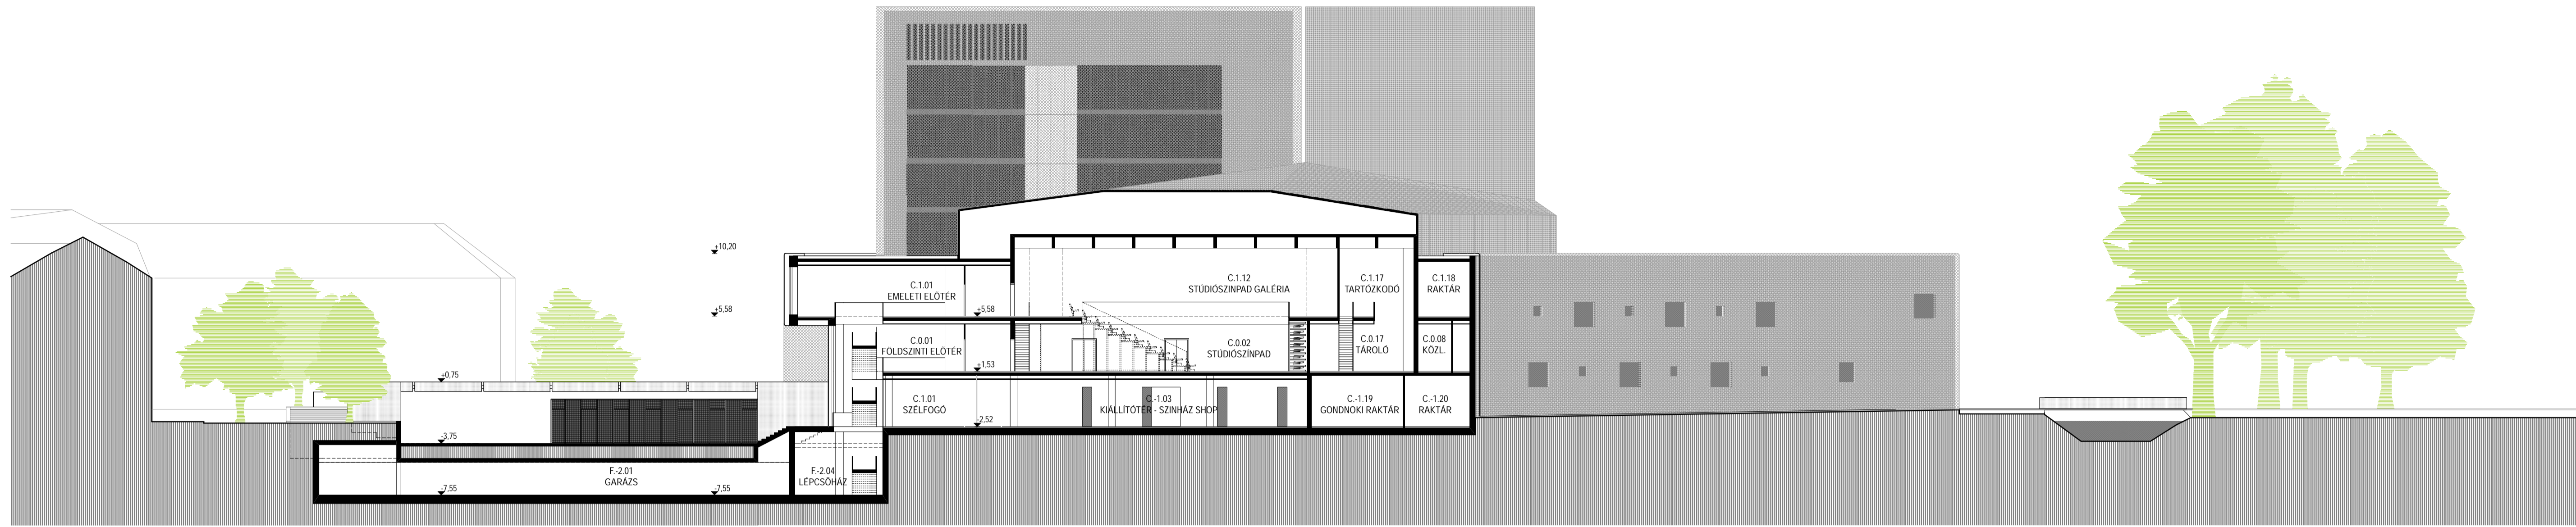 +10,20
C.1.01
EMELETI ELŐTÉR
C.1.12
STÚDIÓSZINPAD GALÉRIA
C.1.17
TARTÓZKODÓ
C.1.18
RAKTÁR
+5,58
+5,58
C.0.01
FÖLDSZINTI ELŐTÉR
C.0.02
STÚDIÓSZÍNPAD
C.0.17
TÁROLÓ
C.0.08
KÖZL.
+0,75
+1,53
C.1.01
SZÉLFOGÓ
C.-1.03
KIÁLLÍTÓTÉR - SZINHÁZ SHOP
C.-1.19
GONDNOKI RAKTÁR
C.-1.20
RAKTÁR
-2,52
-3,75
F.-2.01
GARÁZS
F.-2.04
LÉPCSŐHÁZ
-7,55
-7,55